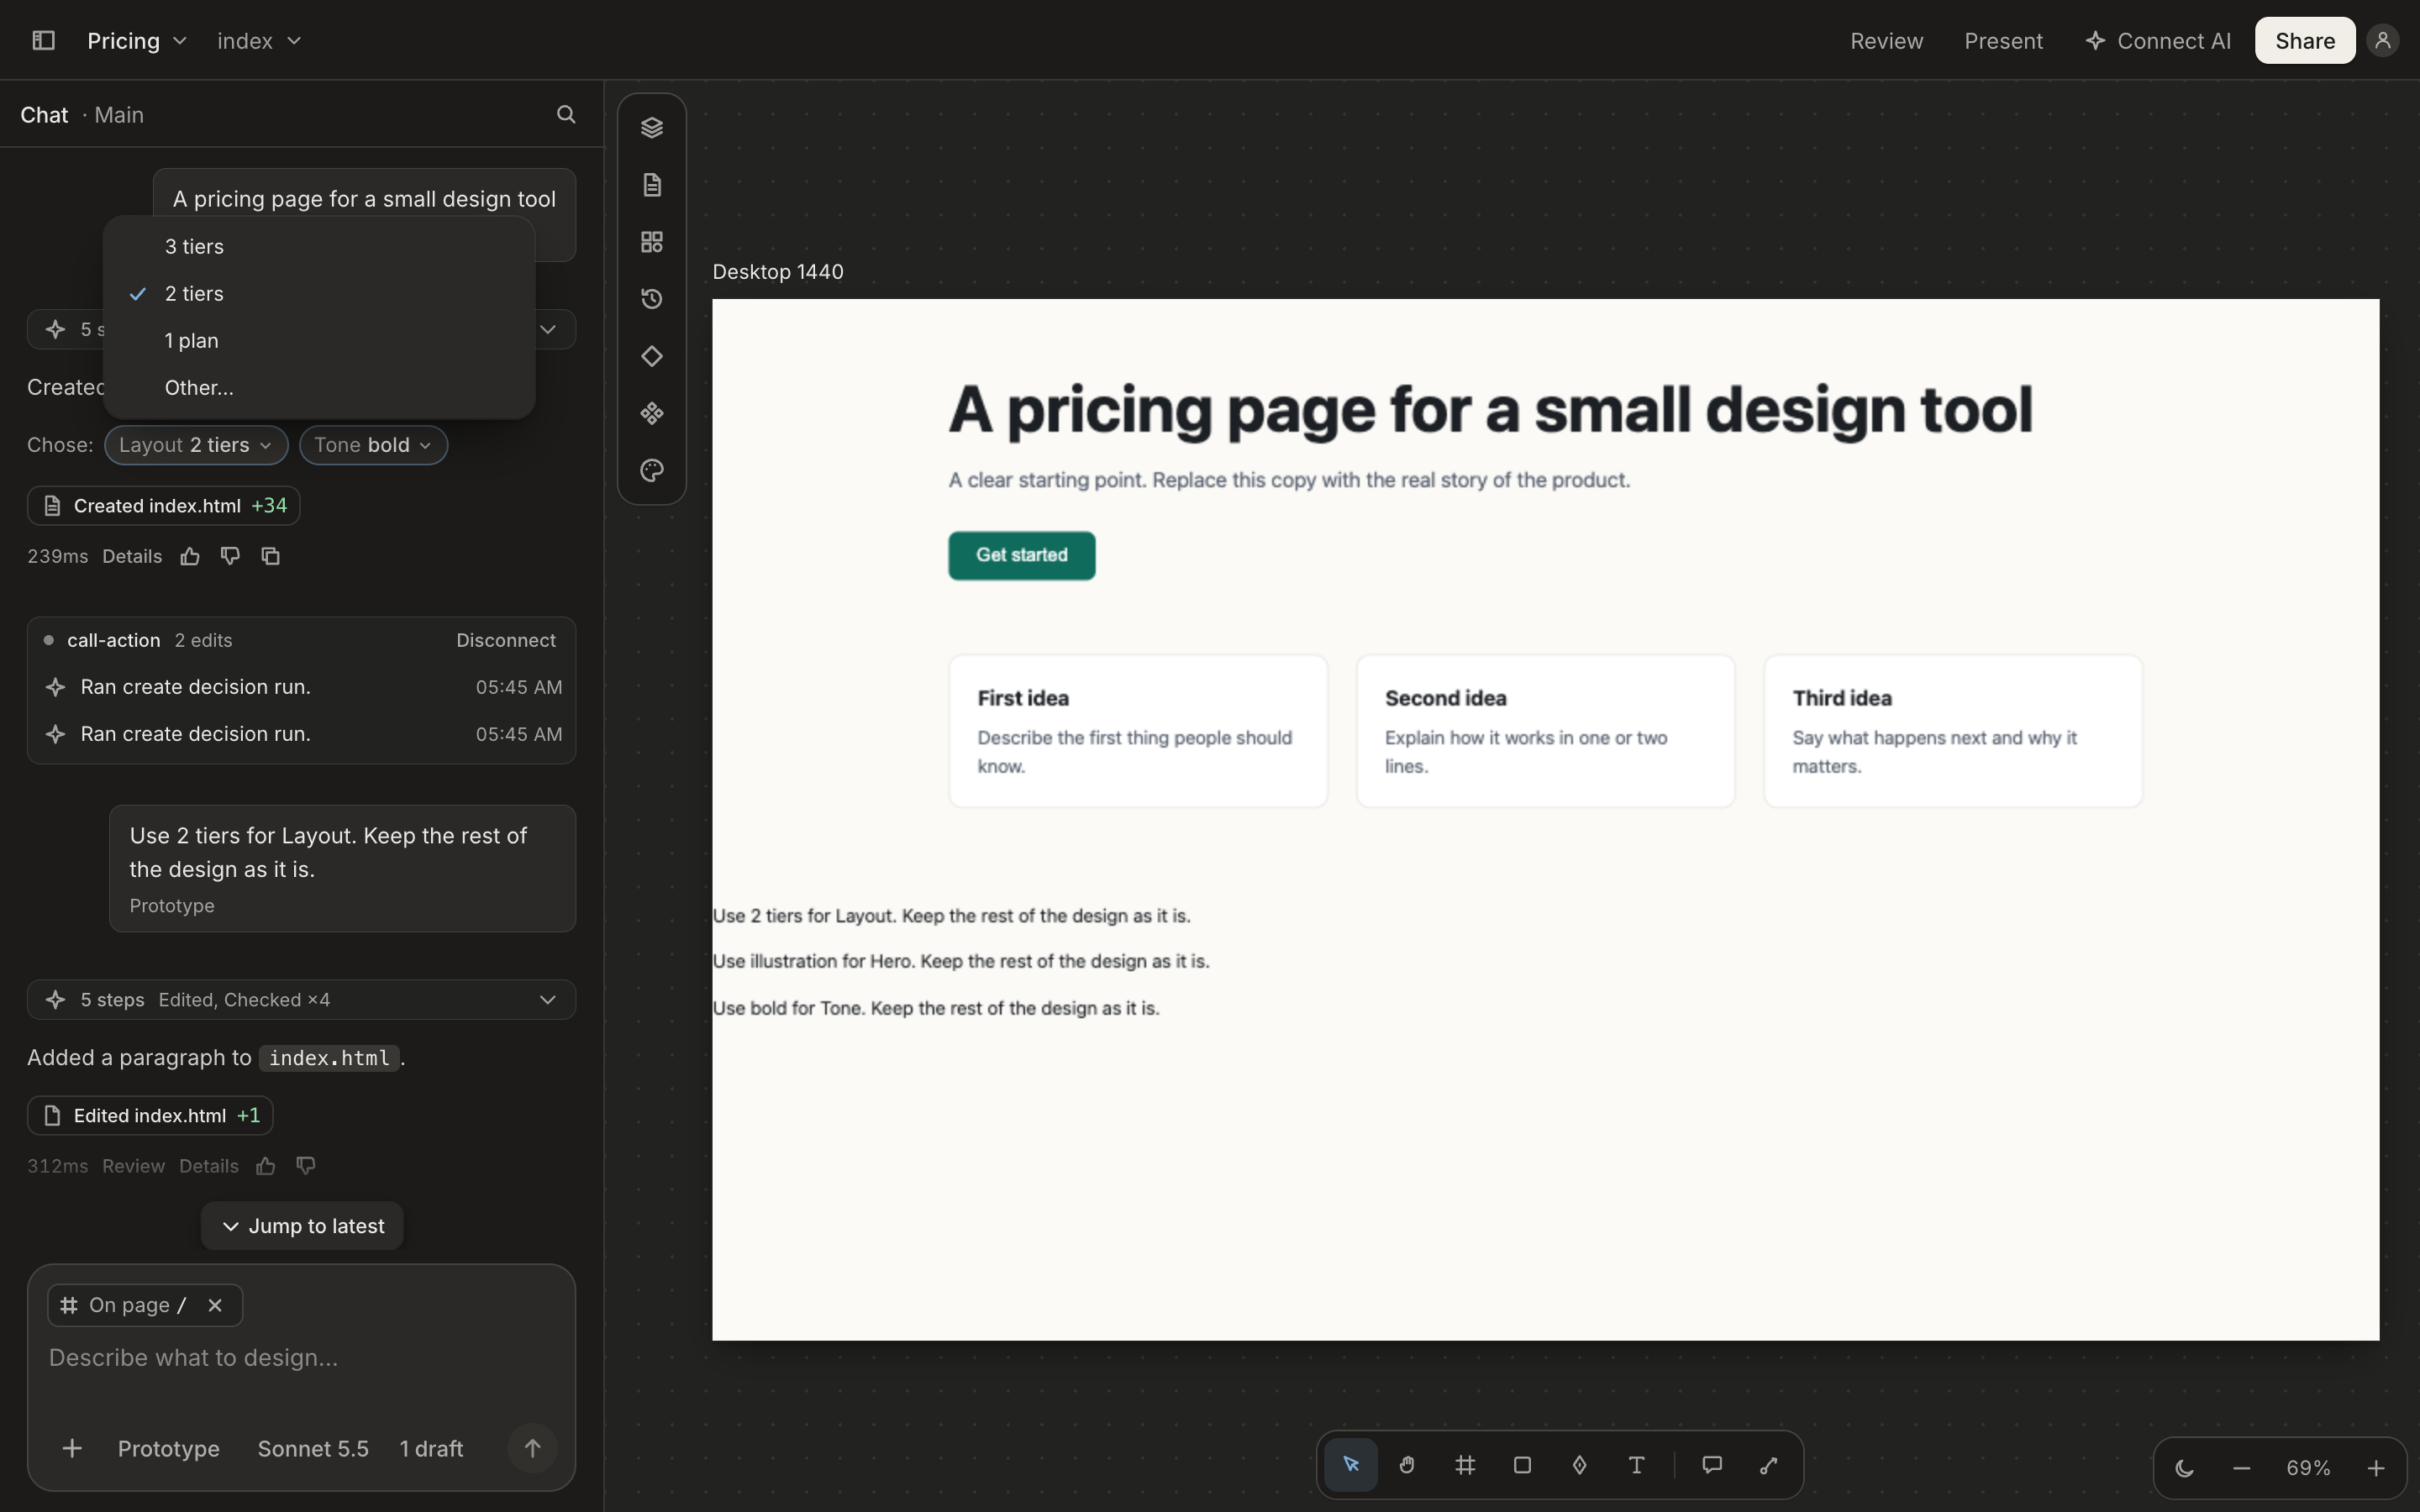 Pricing
index
Review
Present
Connect AI
Share
Chat · Main
A pricing page for a small design tool
3 tiers
2 tiers
1 plan
Other...
5 s
Created
Chose: Layout 2 tiers Tone bold
Created index.html +34
239ms Details
call-action 2 edits Disconnect
Ran create decision run. 05:45 AM
Ran create decision run. 05:45 AM
Use 2 tiers for Layout. Keep the rest of
the design as it is.
Prototype
5 steps Edited, Checked ×4
Added a paragraph to index.html.
Edited index.html +1
312ms Review Details
Jump to latest
On page /
Describe what to design...
Prototype Sonnet 5.5 1 draft
Desktop 1440
A pricing page for a small design tool
A clear starting point. Replace this copy with the real story of the product.
Get started
First idea
Describe the first thing people should
know.
Second idea
Explain how it works in one or two
lines.
Third idea
Say what happens next and why it
matters.
Use 2 tiers for Layout. Keep the rest of the design as it is.
Use illustration for Hero. Keep the rest of the design as it is.
Use bold for Tone. Keep the rest of the design as it is.
69%